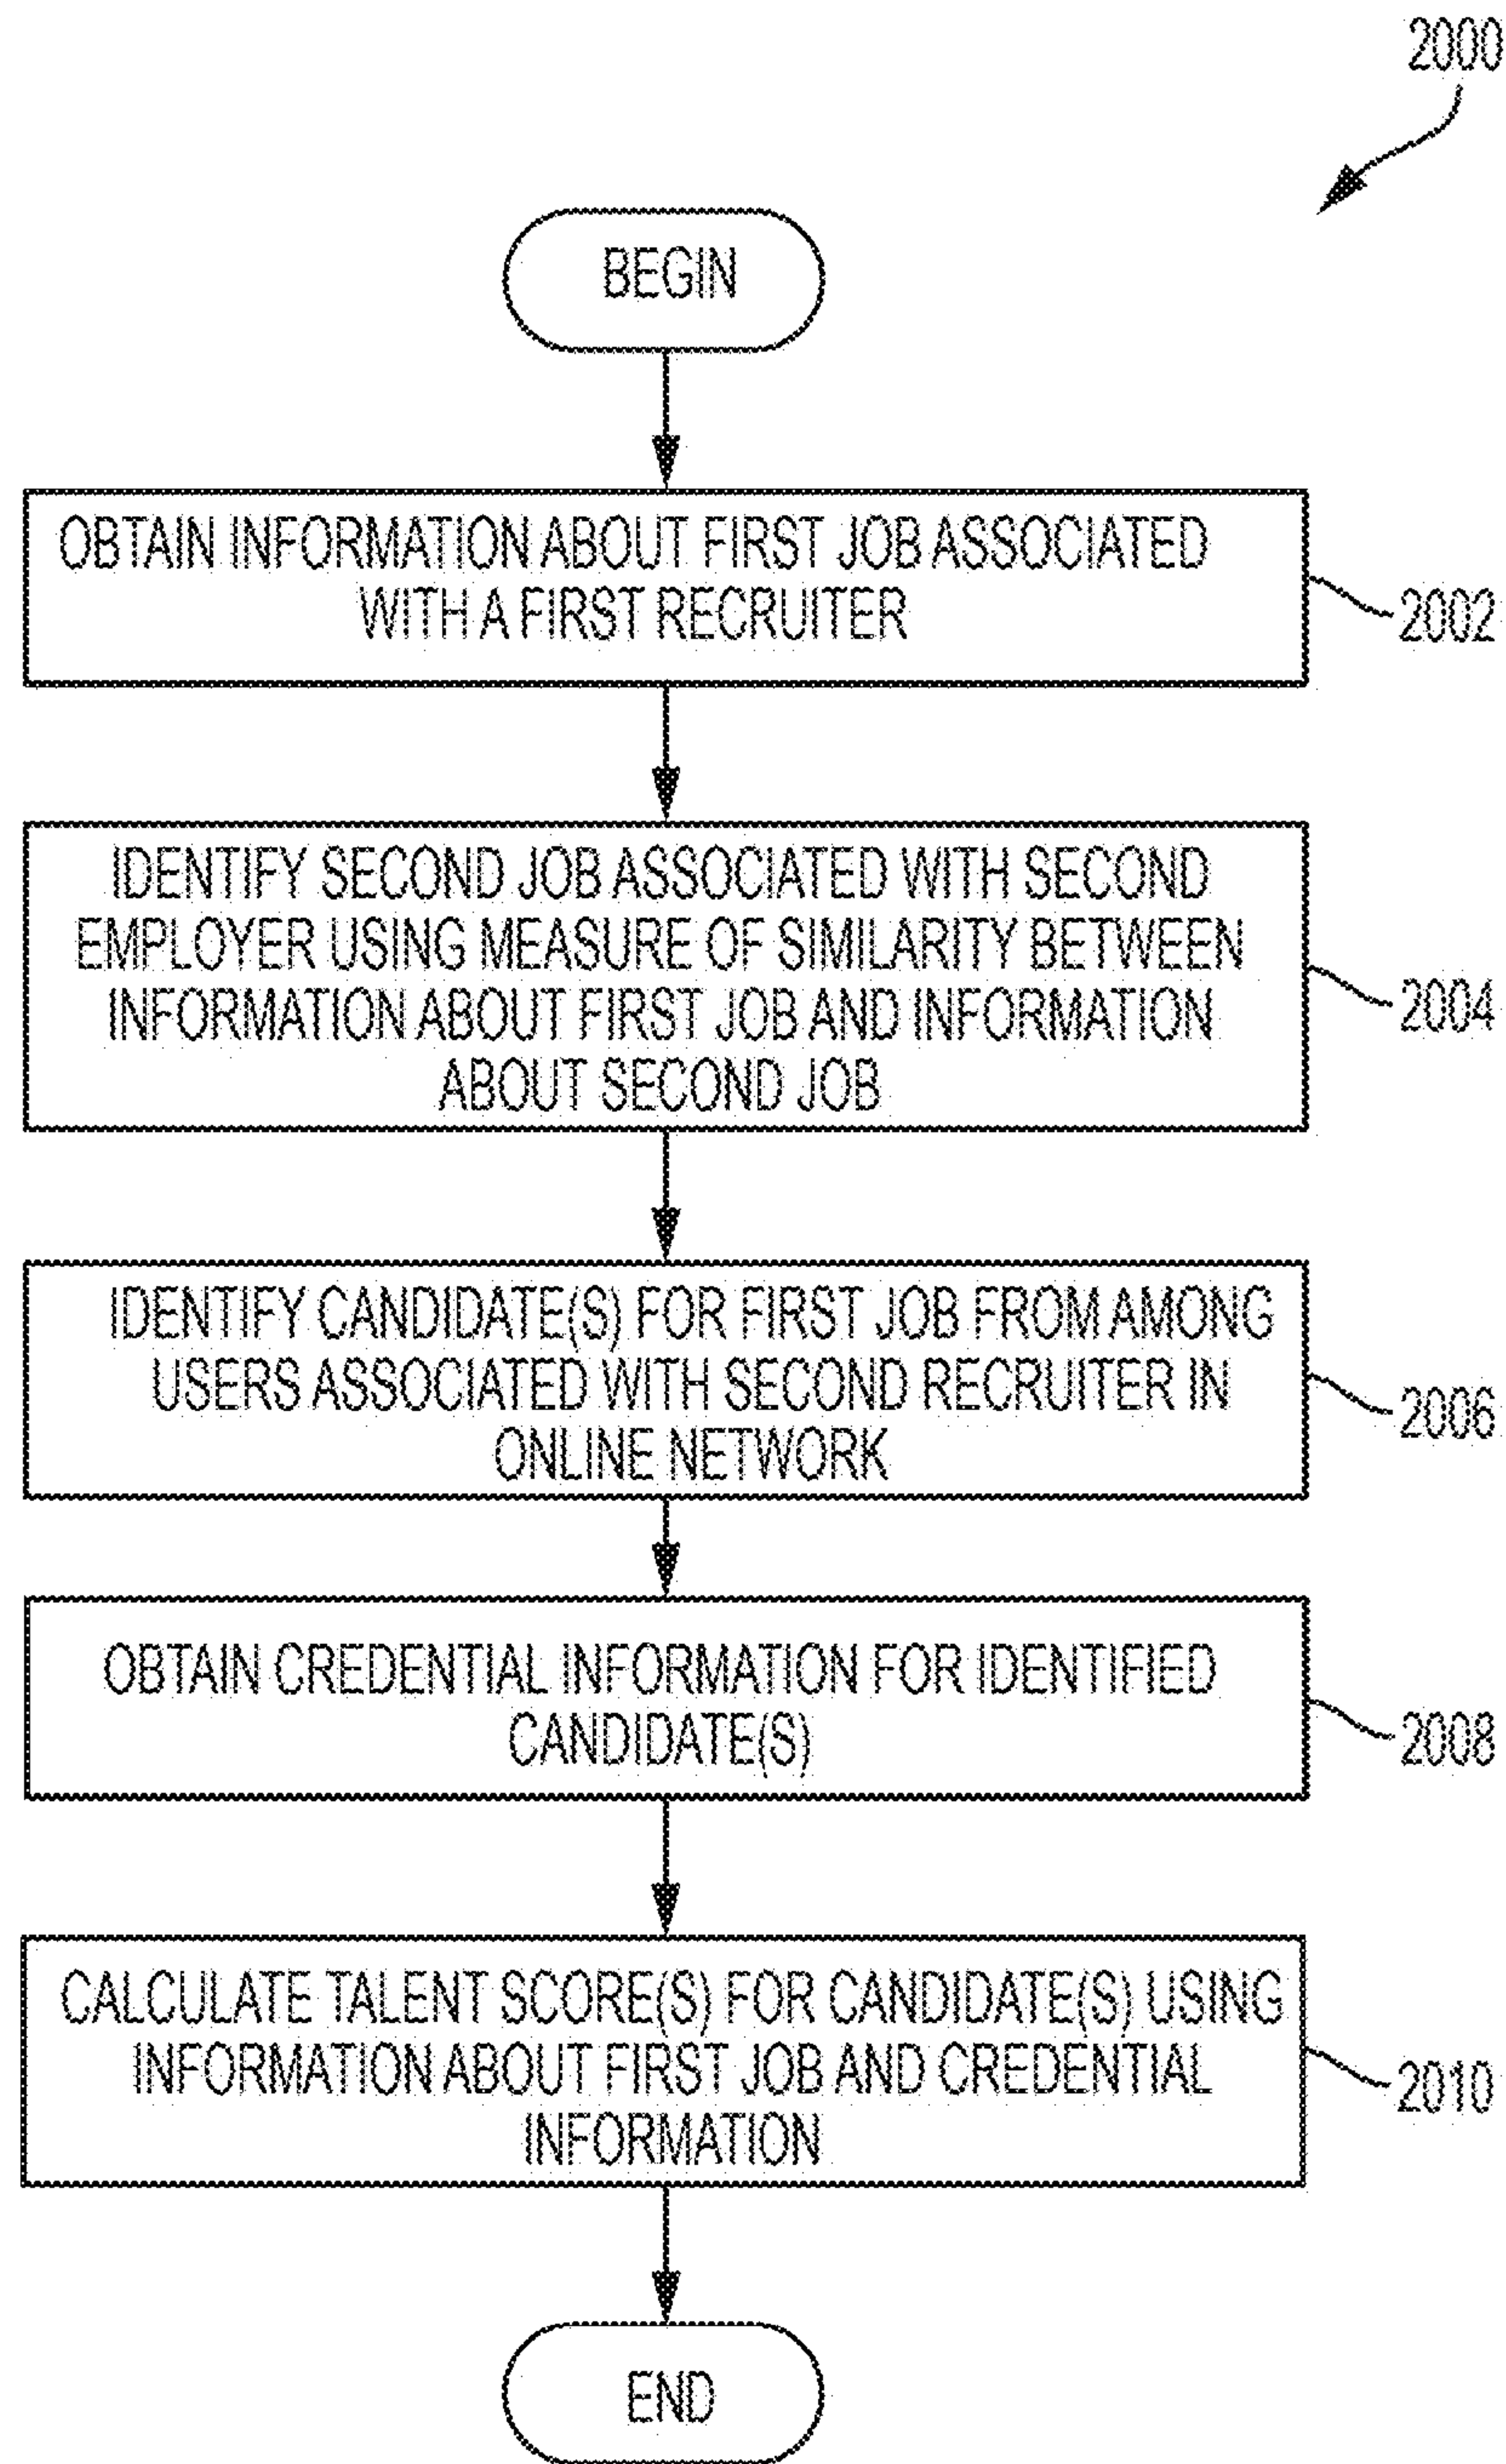 2000
BEGIN
OBTAIN INFORMATION ABOUT FIRST JOB ASSOCIATED
WITH A FIRST RECRUITER
2002
IDENTIFY SECOND JOB ASSOCIATED WITH SECOND
EMPLOYER USING MEASURE OF SIMILARITY BETWEEN
INFORMATION ABOUT FIRST JOB AND INFORMATION
ABOUT SECOND JOB
2004
IDENTIFY CANDIDATE(S) FOR FIRST JOB FROM AMONG
USERS ASSOCIATED WITH SECOND RECRUITER IN
ONLINE NETWORK
2006
OBTAIN CREDENTIAL INFORMATION FOR IDENTIFIED
CANDIDATE(S)
2008
CALCULATE TALENT SCORE(S) FOR CANDIDATE(S) USING
INFORMATION ABOUT FIRST JOB AND CREDENTIAL
INFORMATION
2010
END